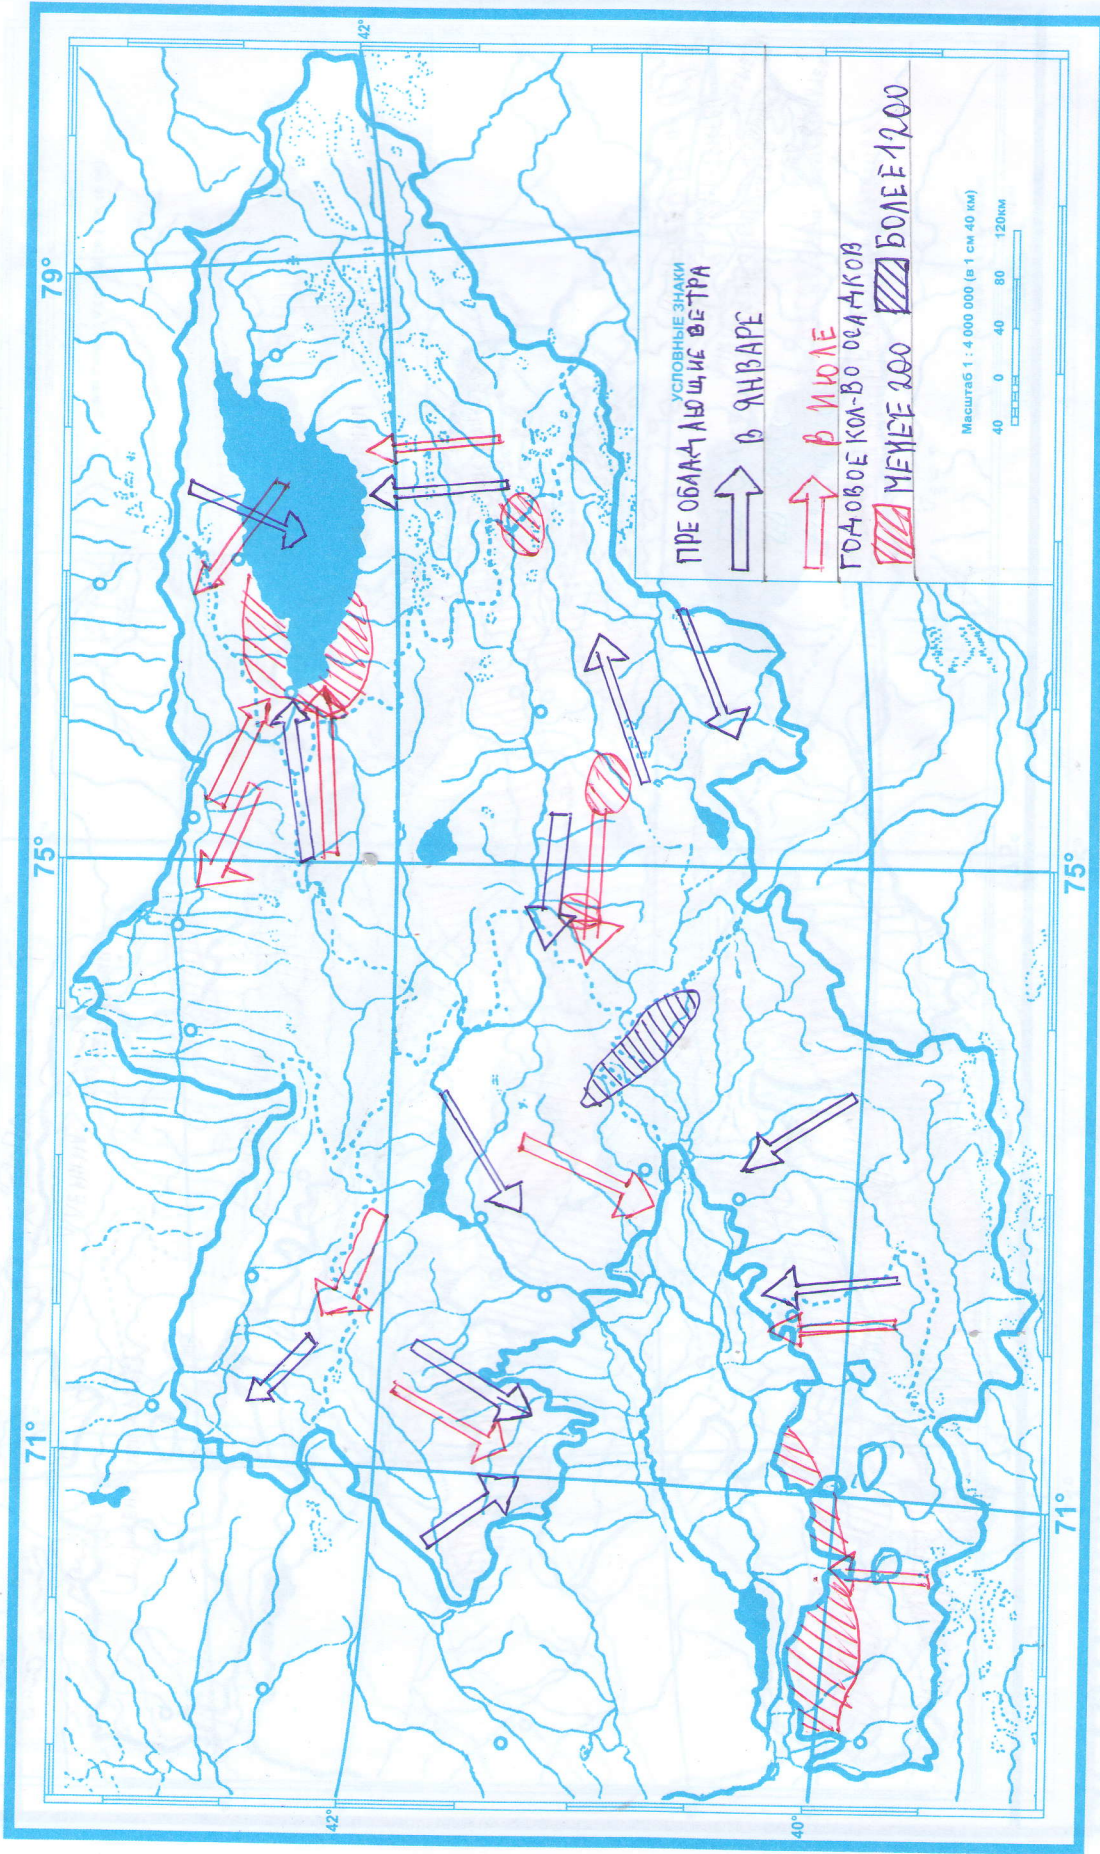 79°
75°
71°
42°
42°
40°
75°
71°
УСЛОВНЫЕ ЗНАКИ
ПРЕОБЛАДАЮЩИЕ ВЕТРА
В ЯНВАРЕ
В ИЮЛЕ
ГОДОВОЕ КОЛ-ВО ОСАДКОВ
МЕНЕЕ 200 БОЛЕЕ 1200
Масштаб 1 : 4 000 000 (в 1 см 40 км)
40 0 40 80 120км